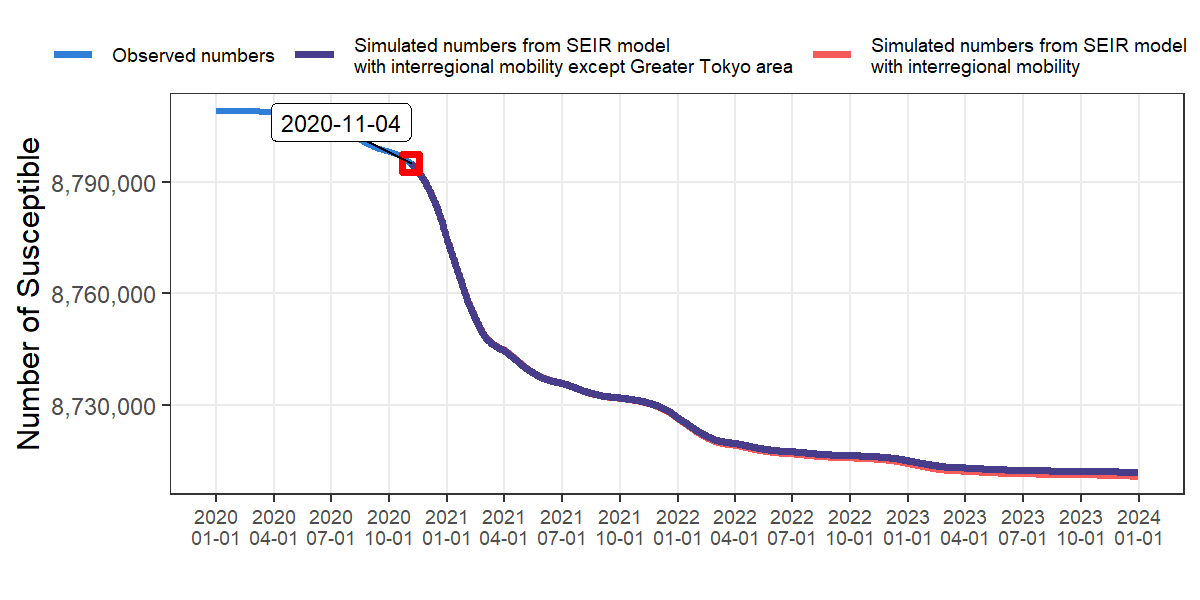 Observed numbers
Simulated numbers from SEIR model
with interregional mobility except Greater Tokyo area
Simulated numbers from SEIR model
with interregional mobility
2020-11-04
Number of Susceptible
8,790,000
8,760,000
8,730,000
2020 2020 2020 2020 2021 2021 2021 2021 2022 2022 2022 2022 2023 2023 2023 2023 2024
01-01 04-01 07-01 10-01 01-01 04-01 07-01 10-01 01-01 04-01 07-01 10-01 01-01 04-01 07-01 10-01 01-01